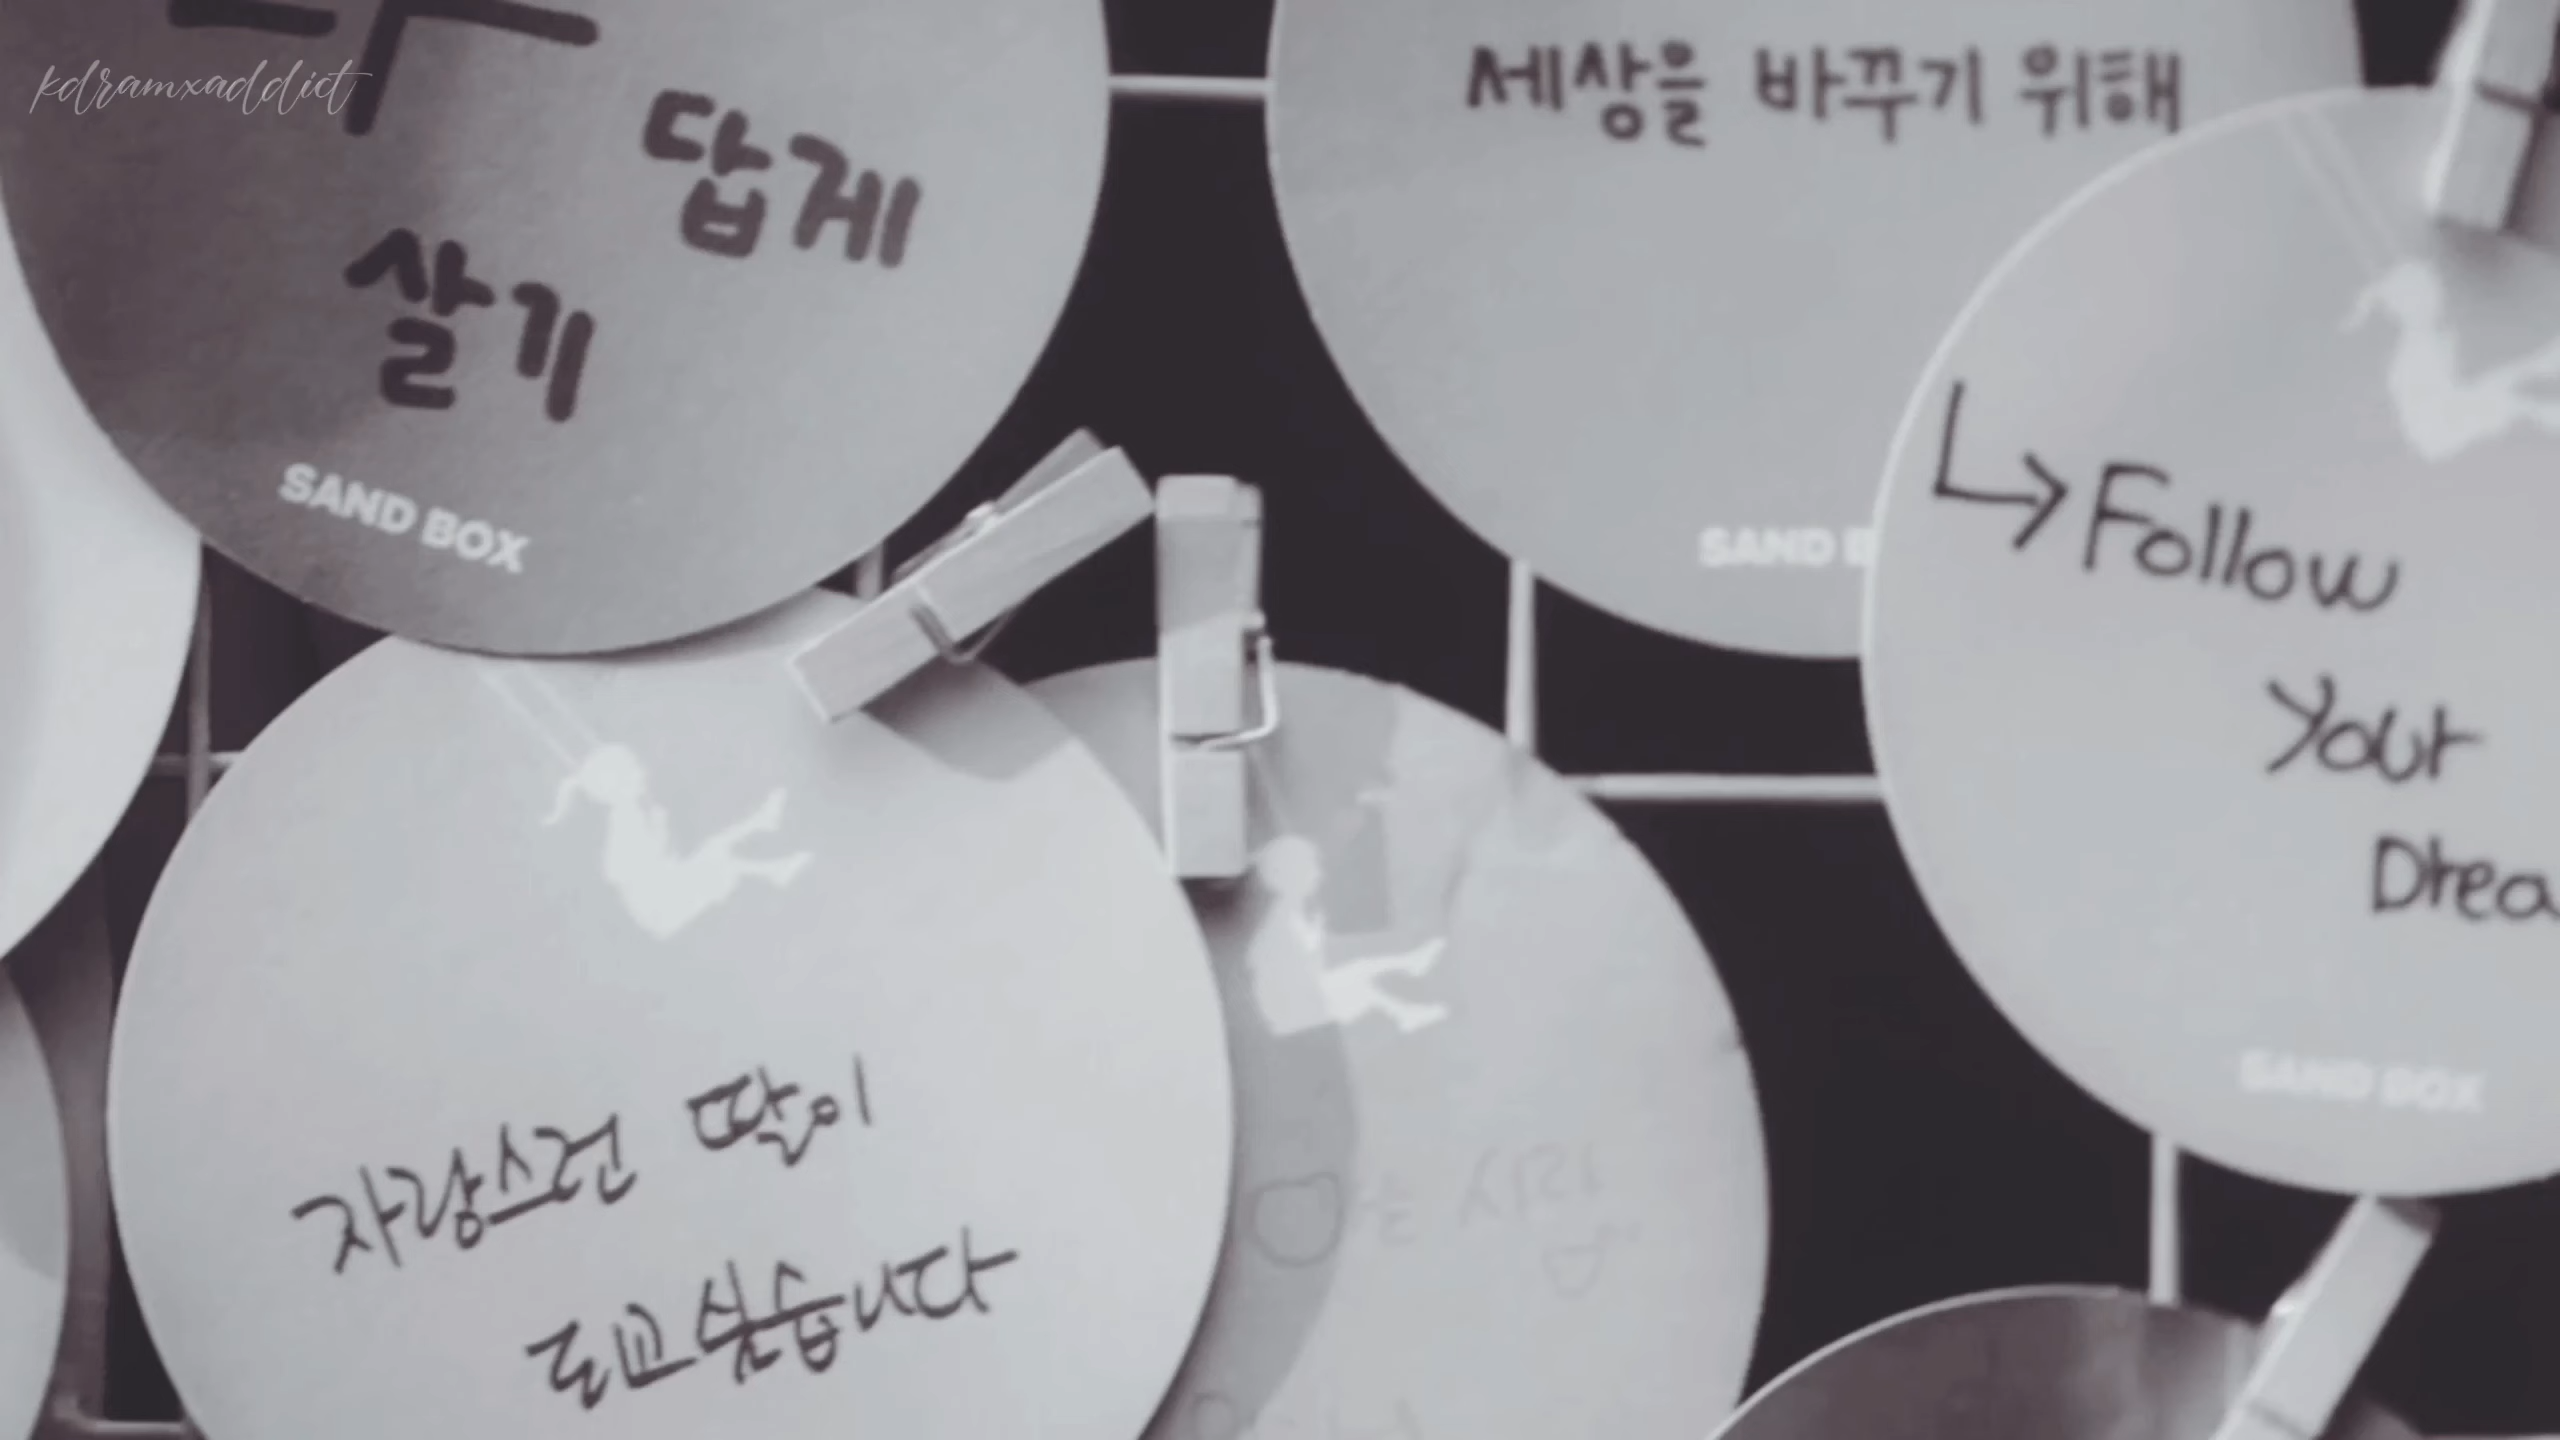 kdramxaddict
답게
살기
SAND BOX
세상을 바꾸기 위해
SAND B
Follow
Your
Drea
SAND BOX
자랑스런 딸이
되고싶습니다